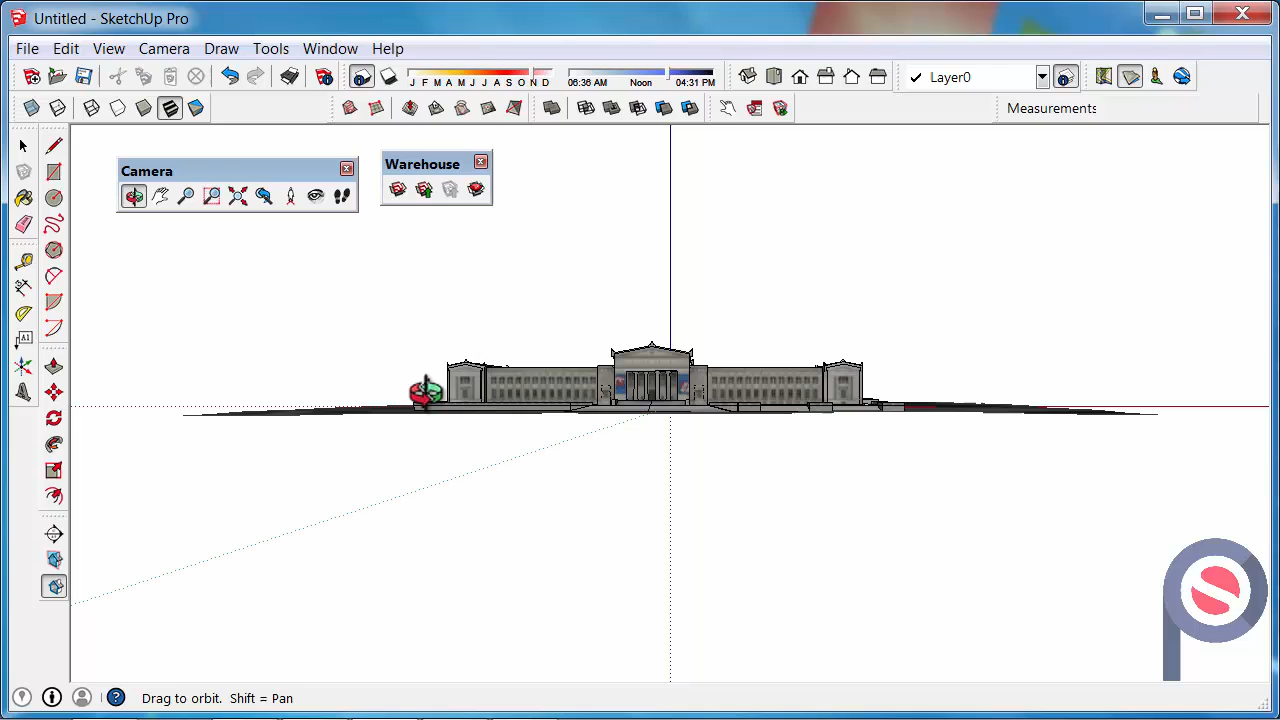 Untitled - SketchUp Pro
File Edit View Camera Draw Tools Window Help
J F M A M J J A S O N D 06:36 AM Noon 04:31 PM Layer0
Measurements
Camera Warehouse
A1
Drag to orbit. Shift = Pan